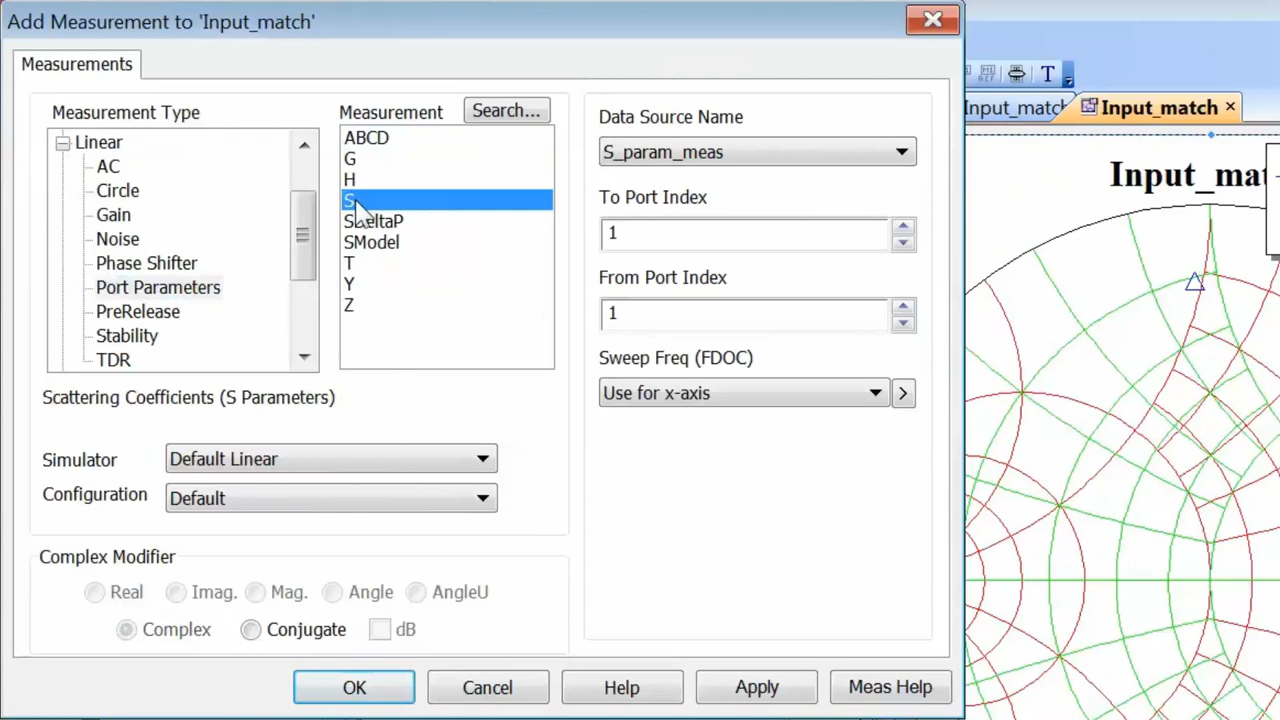 Add Measurement to 'Input_match'
Measurements
Measurement Type
Linear
AC
Circle
Gain
Noise
Phase Shifter
Port Parameters
PreRelease
Stability
TDR
Measurement
Search...
ABCD
G
H
S
SDeltaP
SModel
T
Y
Z
Scattering Coefficients (S Parameters)
Simulator
Default Linear
Configuration
Default
Complex Modifier
Real
Imag.
Mag.
Angle
AngleU
Complex
Conjugate
dB
Data Source Name
S_param_meas
To Port Index
1
From Port Index
1
Sweep Freq (FDOC)
Use for x-axis
>
OK
Cancel
Help
Apply
Meas Help
T
Input_match
Input_mat